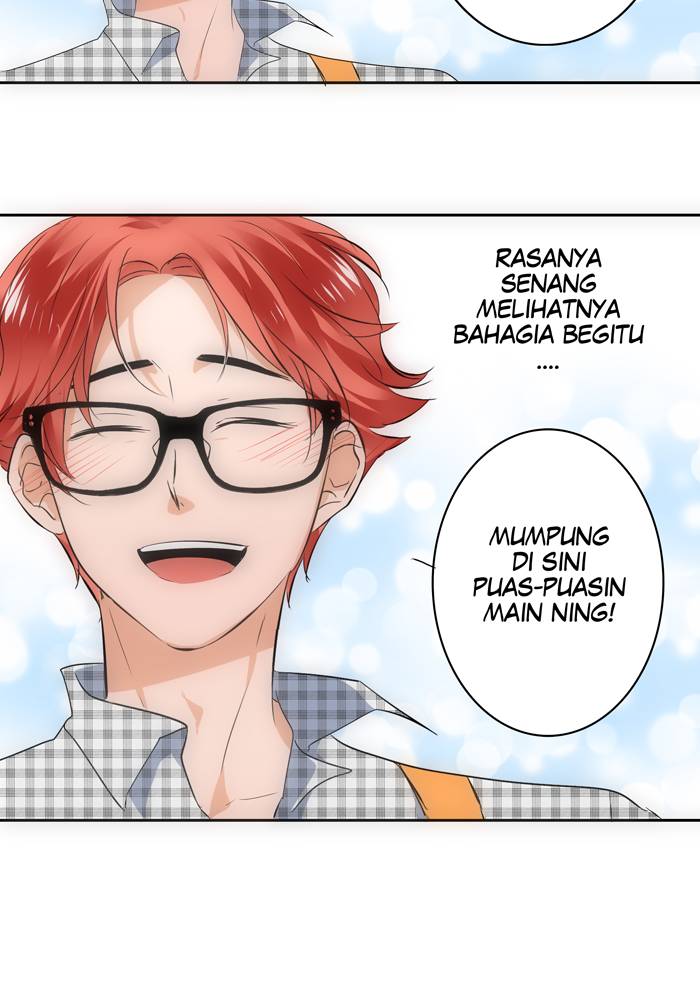 RASANYA
SENANG
MELIHATNYA
BAHAGIA BEGITU
....
MUMPUNG
DI SINI
PUAS-PUASIN
MAIN NING!